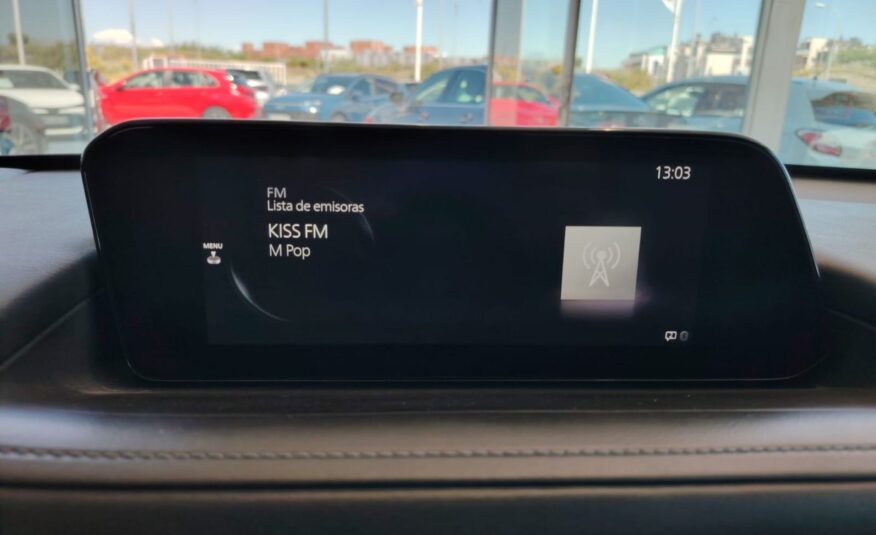 13:03
FM
Lista de emisoras
KISS FM
M Pop
MENU